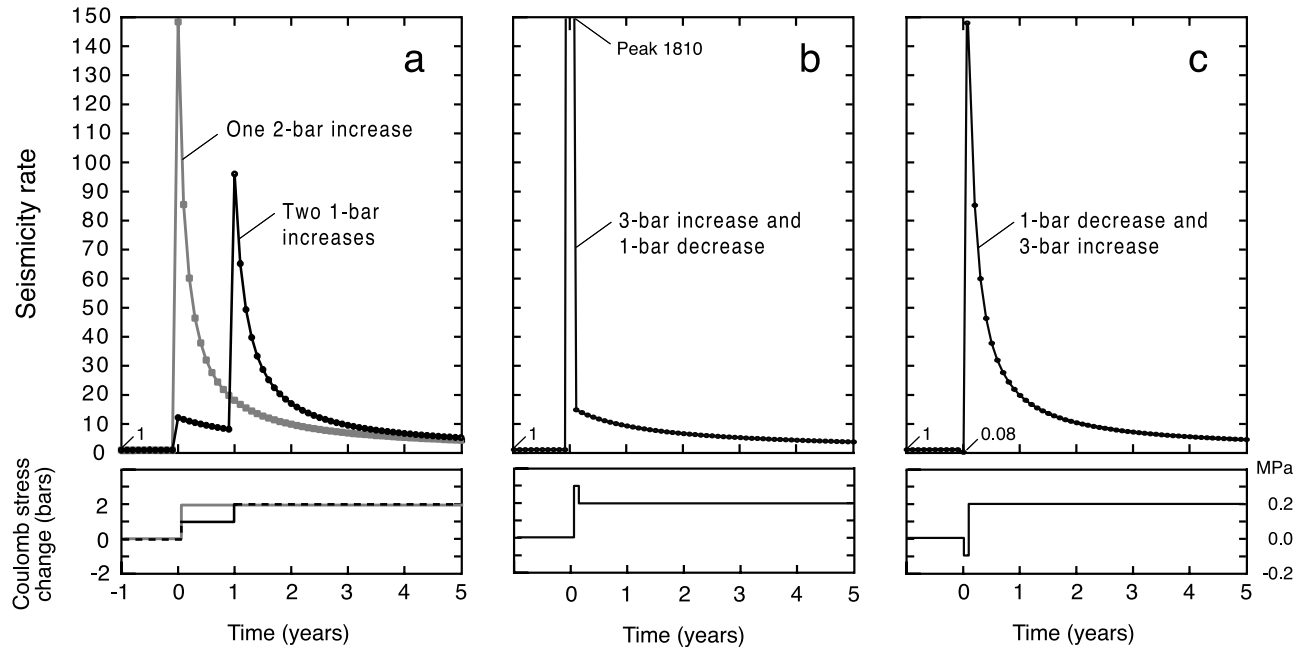 150
140
130
120
110
100
90
80
70
60
50
40
30
20
10
0
Seismicity rate
a
One 2-bar increase
Two 1-bar
increases
1
b
Peak 1810
3-bar increase and
1-bar decrease
1
c
1-bar decrease and
3-bar increase
1
0.08
Coulomb stress
change (bars)
2
0
-2
MPa
0.2
0.0
-0.2
-1 0 1 2 3 4 5
0 1 2 3 4 5
0 1 2 3 4 5
Time (years)
Time (years)
Time (years)